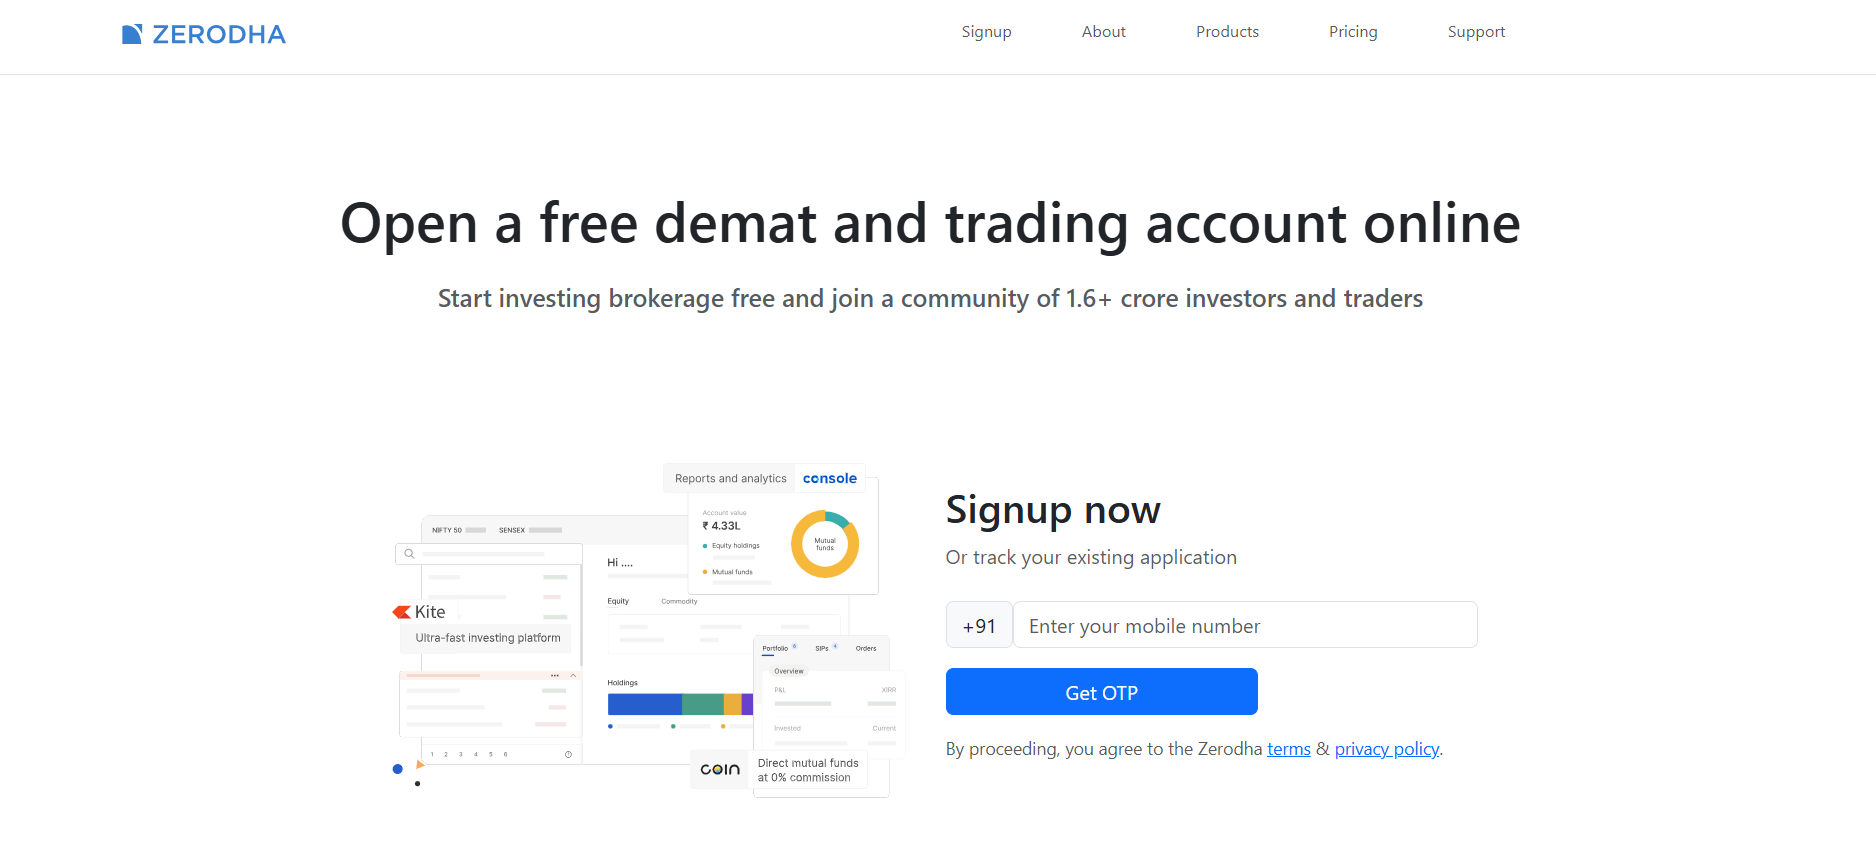 ZERODHA
Signup
About
Products
Pricing
Support
Open a free demat and trading account online
Start investing brokerage free and join a community of 1.6+ crore investors and traders
Reports and analytics
console
Account value
₹ 4.33L
Equity holdings
Mutual funds
Mutual
funds
NIFTY 50
SENSEX
Hi ....
Equity
Commodity
Kite
Ultra-fast investing platform
Holdings
Portfolio 6
SIPs 4
Orders
Overview
P&L
XIRR
Invested
Current
1 2 3 4 5 6
coin
Direct mutual funds
at 0% commission
Signup now
Or track your existing application
+91
Enter your mobile number
Get OTP
By proceeding, you agree to the Zerodha terms & privacy policy.